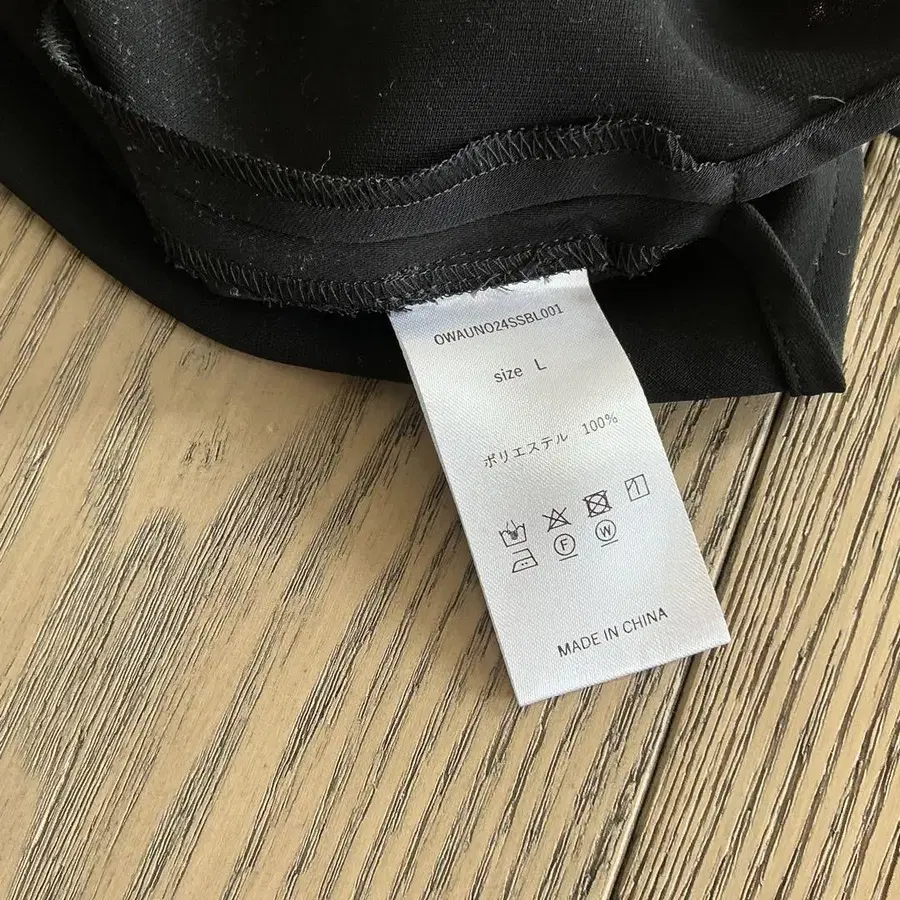 OWAUNO24SSBL001
size L
ポリエステル 100%
F W
MADE IN CHINA